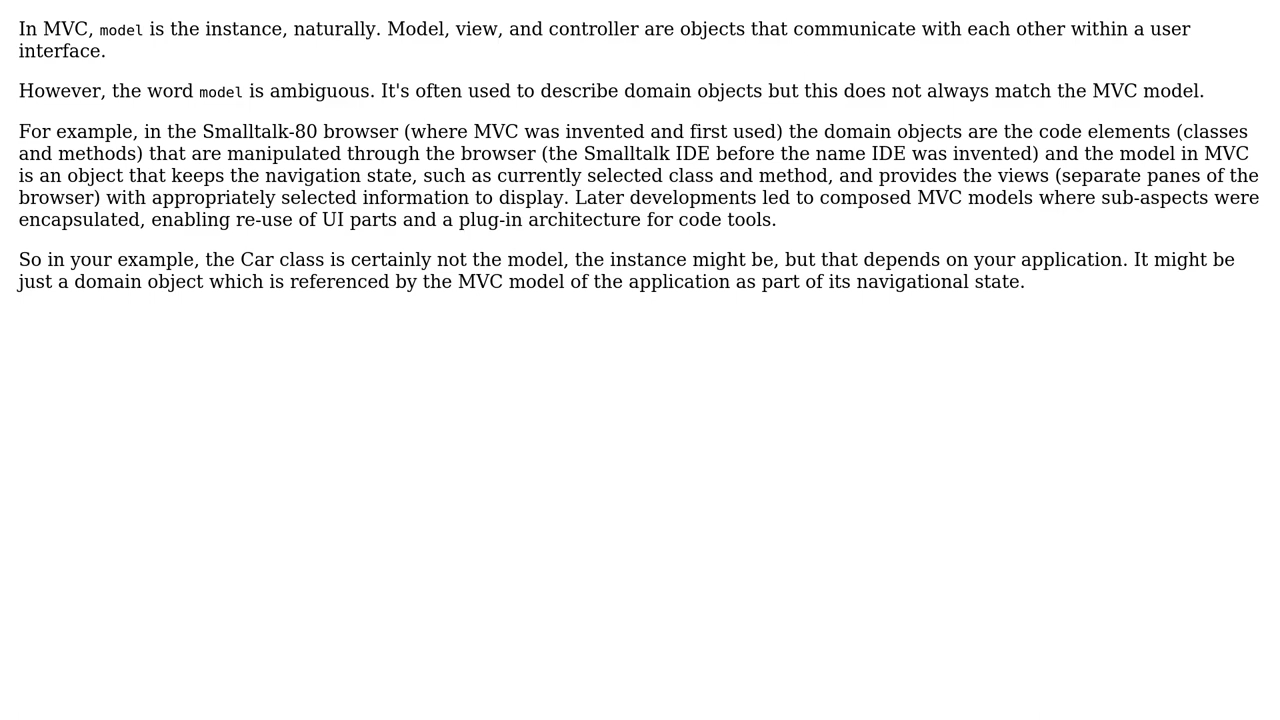 In MVC, model is the instance, naturally. Model, view, and controller are objects that communicate with each other within a user
interface.
However, the word model is ambiguous. It's often used to describe domain objects but this does not always match the MVC model.
For example, in the Smalltalk-80 browser (where MVC was invented and first used) the domain objects are the code elements (classes
and methods) that are manipulated through the browser (the Smalltalk IDE before the name IDE was invented) and the model in MVC
is an object that keeps the navigation state, such as currently selected class and method, and provides the views (separate panes of the
browser) with appropriately selected information to display. Later developments led to composed MVC models where sub-aspects were
encapsulated, enabling re-use of UI parts and a plug-in architecture for code tools.
So in your example, the Car class is certainly not the model, the instance might be, but that depends on your application. It might be
just a domain object which is referenced by the MVC model of the application as part of its navigational state.